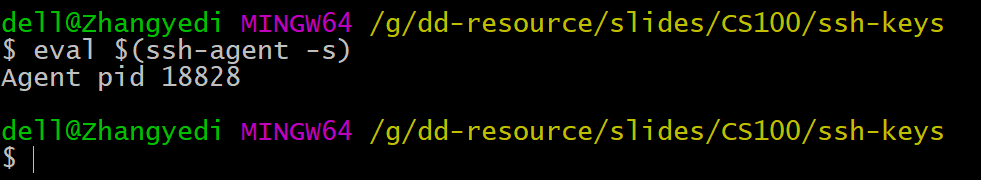 dell@Zhangyedi MINGW64 /g/dd-resource/slides/CS100/ssh-keys
$ eval $(ssh-agent -s)
Agent pid 18828
dell@Zhangyedi MINGW64 /g/dd-resource/slides/CS100/ssh-keys
$